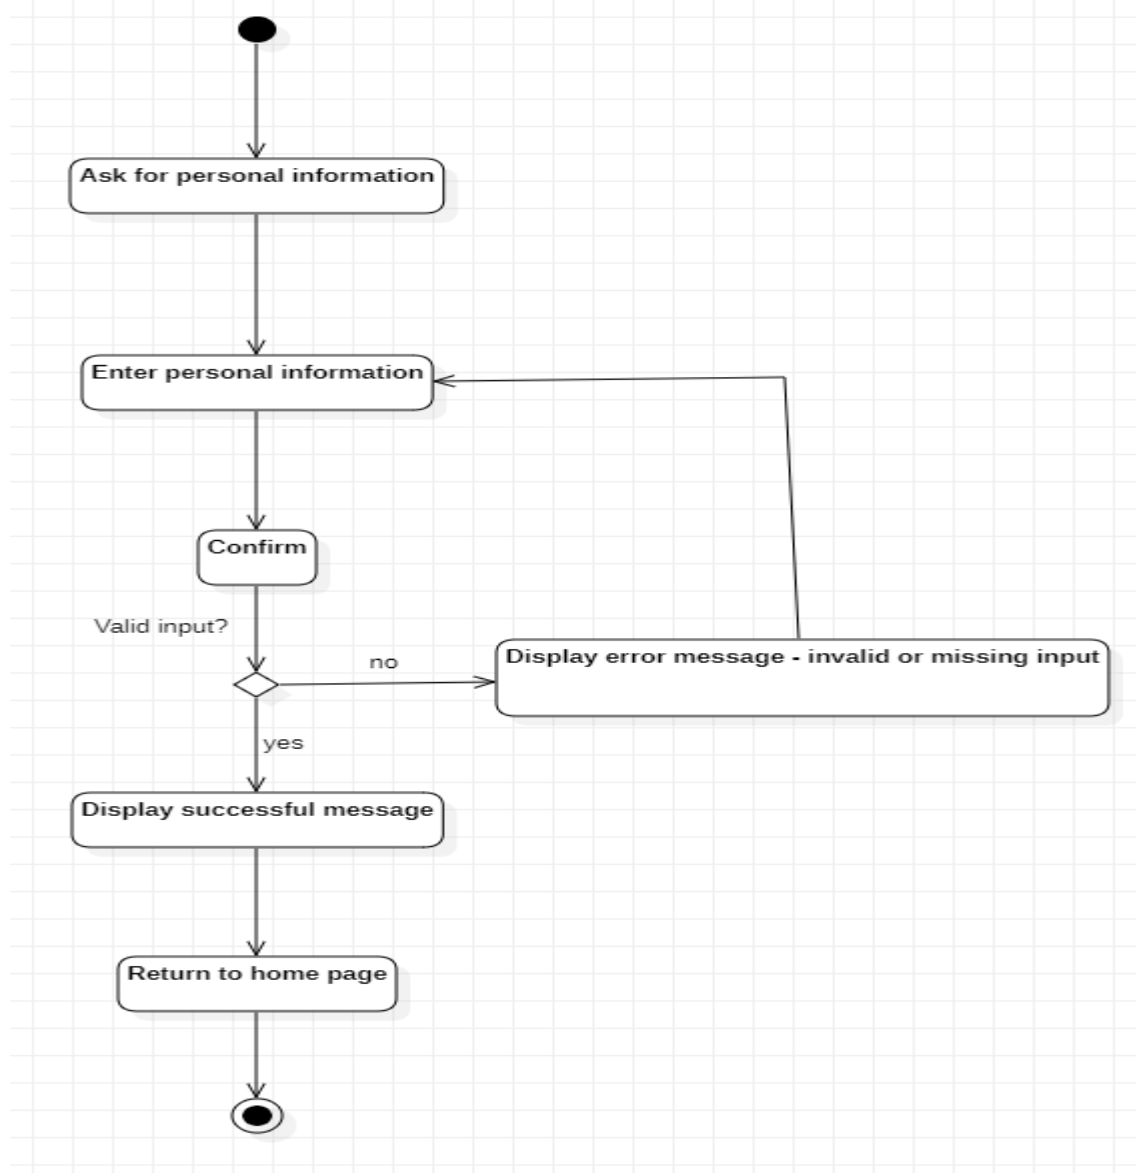 Ask for personal information
Enter personal information
Confirm
Valid input?
no
Display error message - invalid or missing input
yes
Display successful message
Return to home page